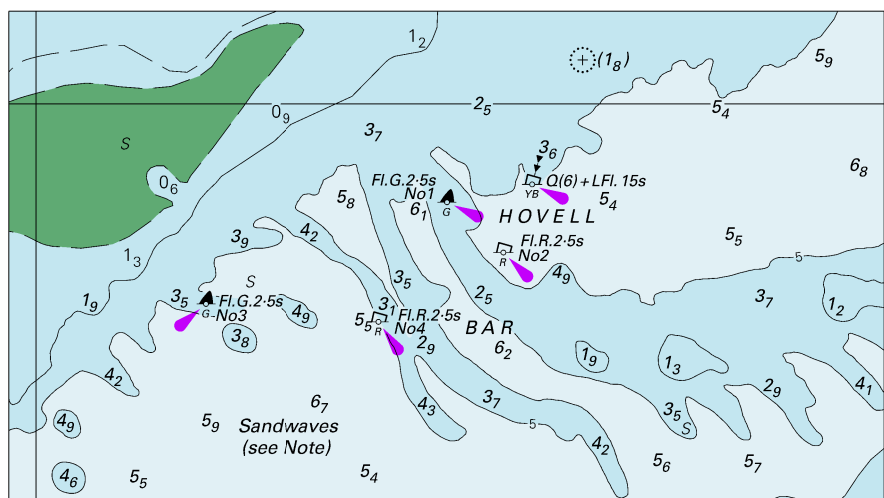 1₂
(1₈)
5₉
0₉
2₅
5₄
3₇
S
3₆
6₈
0₆
Fl.G.2·5s
No1
G
Q(6)+LFl.15s
YB
5₈
6₁
5₄
HOVELL
3₉
4₂
Fl.R.2·5s
No2
R
5₅
5
1₃
4₉
S
3₅
2₅
3₇
1₂
1₉
3₅
Fl.G.2·5s
No3
G
4₉
3₁
5₅
Fl.R.2·5s
No4
R
BAR
3₈
2₉
6₂
1₉
1₃
4₂
4₃
3₇
2₉
4₁
6₇
3₅
S
4₉
5₉
Sandwaves
(see Note)
5
4₂
4₆
5₅
5₄
5₆
5₇